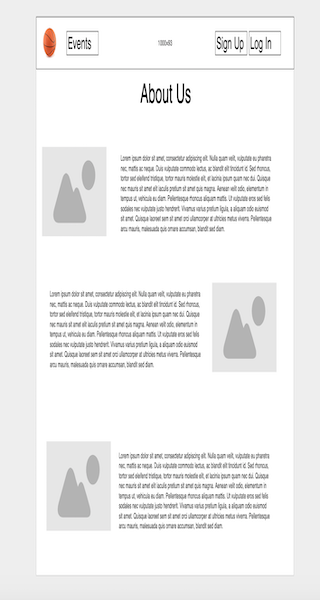 Events
1000x83
Sign Up
Log In
About Us
Lorem ipsum dolor sit amet, consectetur adipiscing elit. Nulla quam velit, vulputate eu pharetra
nec, mattis ac neque. Duis vulputate commodo lectus, ac blandit elit tincidunt id. Sed rhoncus,
tortor sed eleifend tristique, tortor mauris molestie elit, et lacinia ipsum quam nec dui. Quisque
nec mauris sit amet elit iaculis pretium sit amet quis magna. Aenean velit odio, elementum in
tempus ut, vehicula eu diam. Pellentesque rhoncus aliquam mattis. Ut vulputate eros sed felis
sodales nec vulputate justo hendrerit. Vivamus varius pretium ligula, a aliquam odio euismod
sit amet. Quisque laoreet sem sit amet orci ullamcorper at ultricies metus viverra. Pellentesque
arcu mauris, malesuada quis ornare accumsan, blandit sed diam.
Lorem ipsum dolor sit amet, consectetur adipiscing elit. Nulla quam velit, vulputate eu pharetra
nec, mattis ac neque. Duis vulputate commodo lectus, ac blandit elit tincidunt id. Sed rhoncus,
tortor sed eleifend tristique, tortor mauris molestie elit, et lacinia ipsum quam nec dui. Quisque
nec mauris sit amet elit iaculis pretium sit amet quis magna. Aenean velit odio, elementum in
tempus ut, vehicula eu diam. Pellentesque rhoncus aliquam mattis. Ut vulputate eros sed felis
sodales nec vulputate justo hendrerit. Vivamus varius pretium ligula, a aliquam odio euismod
sit amet. Quisque laoreet sem sit amet orci ullamcorper at ultricies metus viverra. Pellentesque
arcu mauris, malesuada quis ornare accumsan, blandit sed diam.
Lorem ipsum dolor sit amet, consectetur adipiscing elit. Nulla quam velit, vulputate eu pharetra
nec, mattis ac neque. Duis vulputate commodo lectus, ac blandit elit tincidunt id. Sed rhoncus,
tortor sed eleifend tristique, tortor mauris molestie elit, et lacinia ipsum quam nec dui. Quisque
nec mauris sit amet elit iaculis pretium sit amet quis magna. Aenean velit odio, elementum in
tempus ut, vehicula eu diam. Pellentesque rhoncus aliquam mattis. Ut vulputate eros sed felis
sodales nec vulputate justo hendrerit. Vivamus varius pretium ligula, a aliquam odio euismod
sit amet. Quisque laoreet sem sit amet orci ullamcorper at ultricies metus viverra. Pellentesque
arcu mauris, malesuada quis ornare accumsan, blandit sed diam.